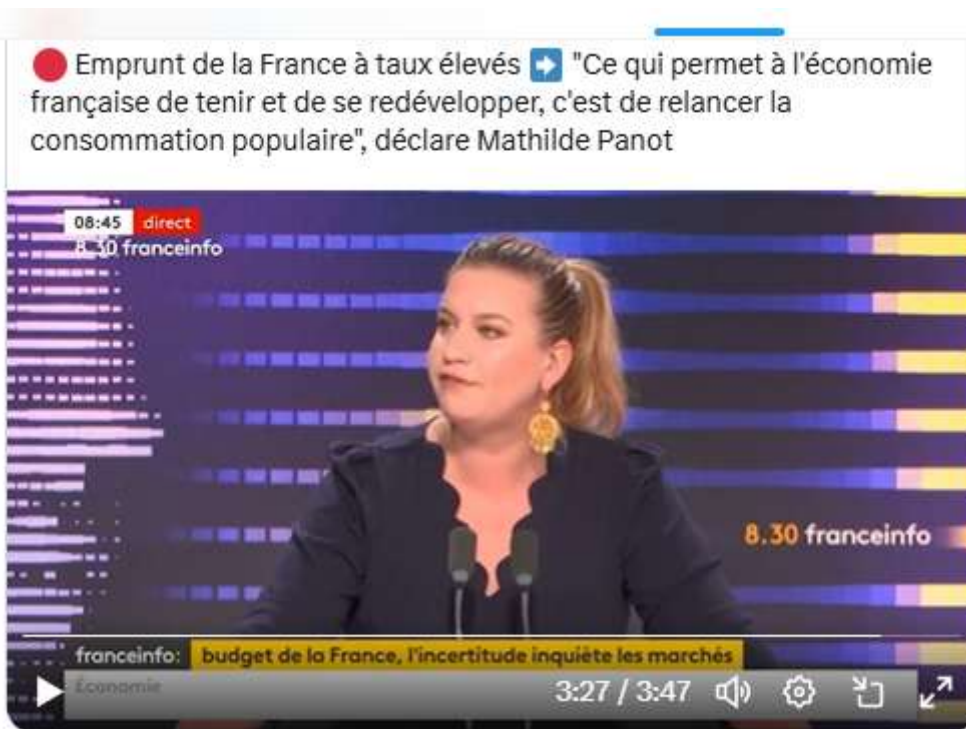 🔴 Emprunt de la France à taux élevés ➡️ "Ce qui permet à l'économie
française de tenir et de se redévelopper, c'est de relancer la
consommation populaire", déclare Mathilde Panot
08:45 direct
8.30 franceinfo
8.30 franceinfo
franceinfo: budget de la France, l'incertitude inquiète les marchés
Économie
3:27 / 3:47